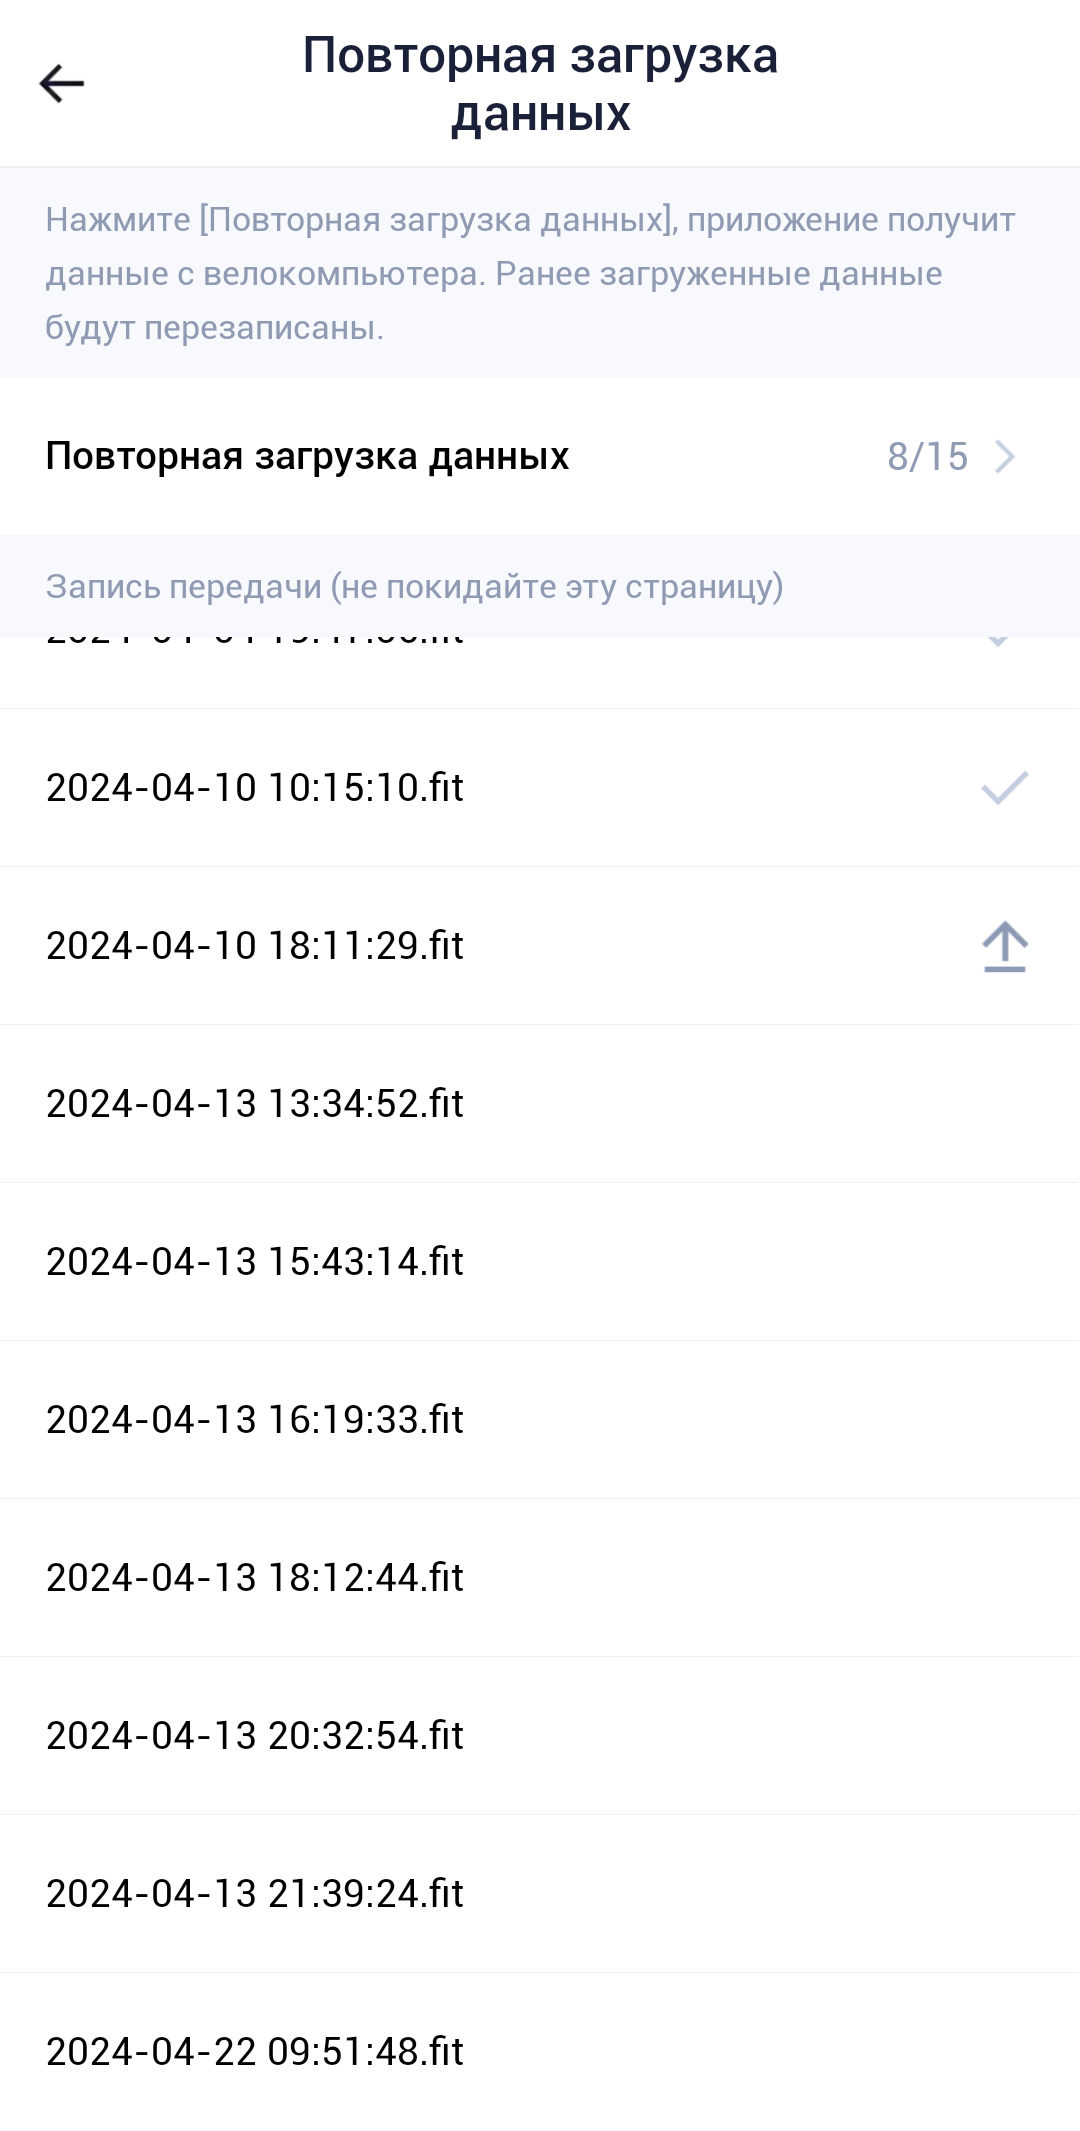 Повторная загрузка
данных
Нажмите [Повторная загрузка данных], приложение получит
данные с велокомпьютера. Ранее загруженные данные
будут перезаписаны.
Повторная загрузка данных 8/15
Запись передачи (не покидайте эту страницу)
2024-04-10 10:15:10.fit
2024-04-10 18:11:29.fit
2024-04-13 13:34:52.fit
2024-04-13 15:43:14.fit
2024-04-13 16:19:33.fit
2024-04-13 18:12:44.fit
2024-04-13 20:32:54.fit
2024-04-13 21:39:24.fit
2024-04-22 09:51:48.fit